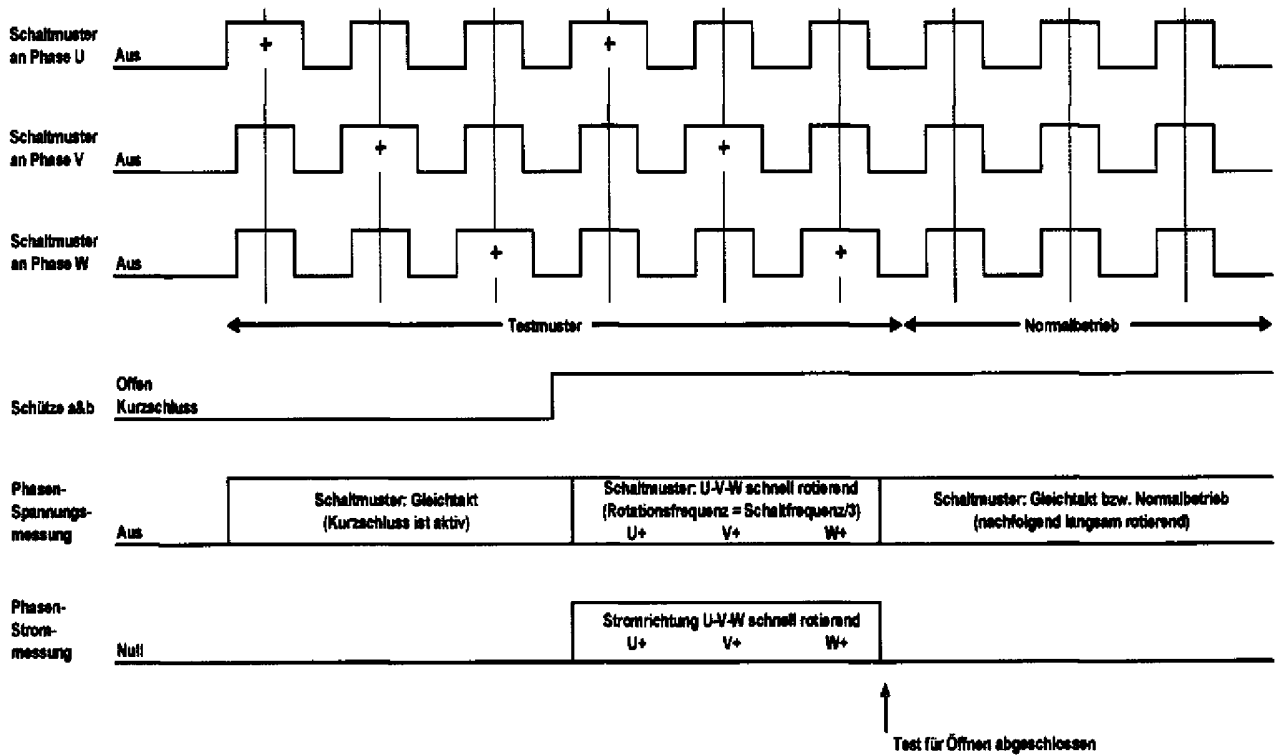 Schaltmuster
an Phase U
Aus
+
+
Schaltmuster
an Phase V
Aus
+
+
Schaltmuster
an Phase W
Aus
+
+
Testmuster
Normalbetrieb
Schütze a&b
Offen
Kurzschluss
Phasen-
Spannungs-
messung
Aus
Schaltmuster: Gleichtakt
(Kurzschluss ist aktiv)
Schaltmuster: U-V-W schnell rotierend
(Rotationsfrequenz = Schaltfrequenz/3)
U+ V+ W+
Schaltmuster: Gleichtakt bzw. Normalbetrieb
(nachfolgend langsam rotierend)
Phasen-
Strom-
messung
Null
Stromrichtung U-V-W schnell rotierend
U+ V+ W+
Test für Öffnen abgeschlossen